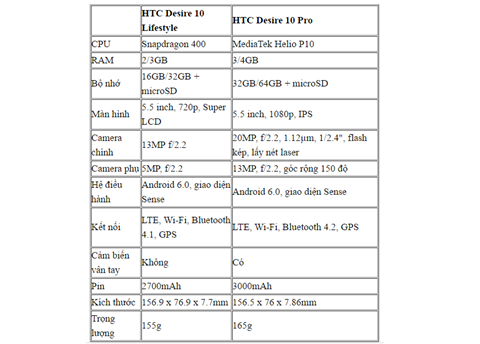 HTC Desire 10 Lifestyle HTC Desire 10 Pro
CPU Snapdragon 400 MediaTek Helio P10
RAM 2/3GB 3/4GB
Bộ nhớ 16GB/32GB + microSD 32GB/64GB + microSD
Màn hình 5.5 inch, 720p, Super LCD 5.5 inch, 1080p, IPS
Camera chính 13MP f/2.2 20MP, f/2.2, 1.12µm, 1/2.4", flash kép, lấy nét laser
Camera phụ 5MP, f/2.2 13MP, f/2.2, góc rộng 150 độ
Hệ điều hành Android 6.0, giao diện Sense Android 6.0, giao diện Sense
Kết nối LTE, Wi-Fi, Bluetooth 4.1, GPS LTE, Wi-Fi, Bluetooth 4.2, GPS
Cảm biến vân tay Không Có
Pin 2700mAh 3000mAh
Kích thước 156.9 x 76.9 x 7.7mm 156.5 x 76 x 7.86mm
Trọng lượng 155g 165g